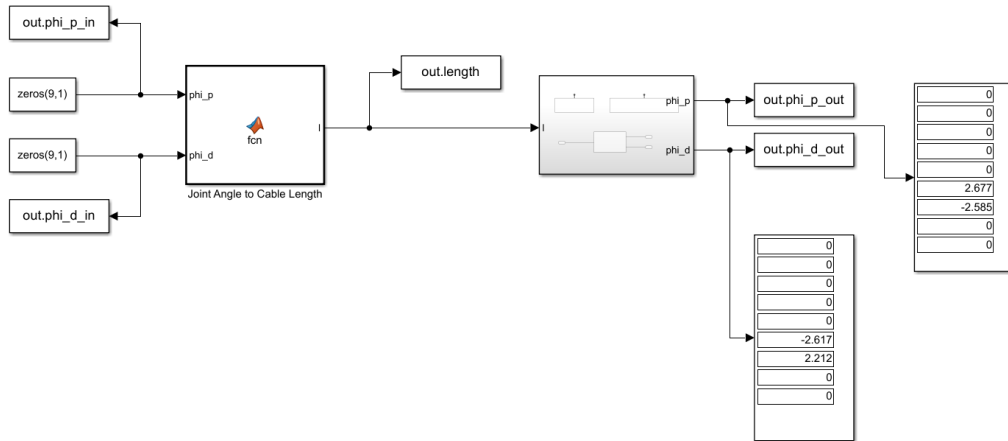 out.phi_p_in
zeros(9,1)
phi_p
zeros(9,1)
phi_d
fcn
l
Joint Angle to Cable Length
out.phi_d_in
out.length
l
phi_p
phi_d
out.phi_p_out
out.phi_d_out
0
0
0
0
0
2.677
-2.585
0
0
0
0
0
0
0
-2.617
2.212
0
0